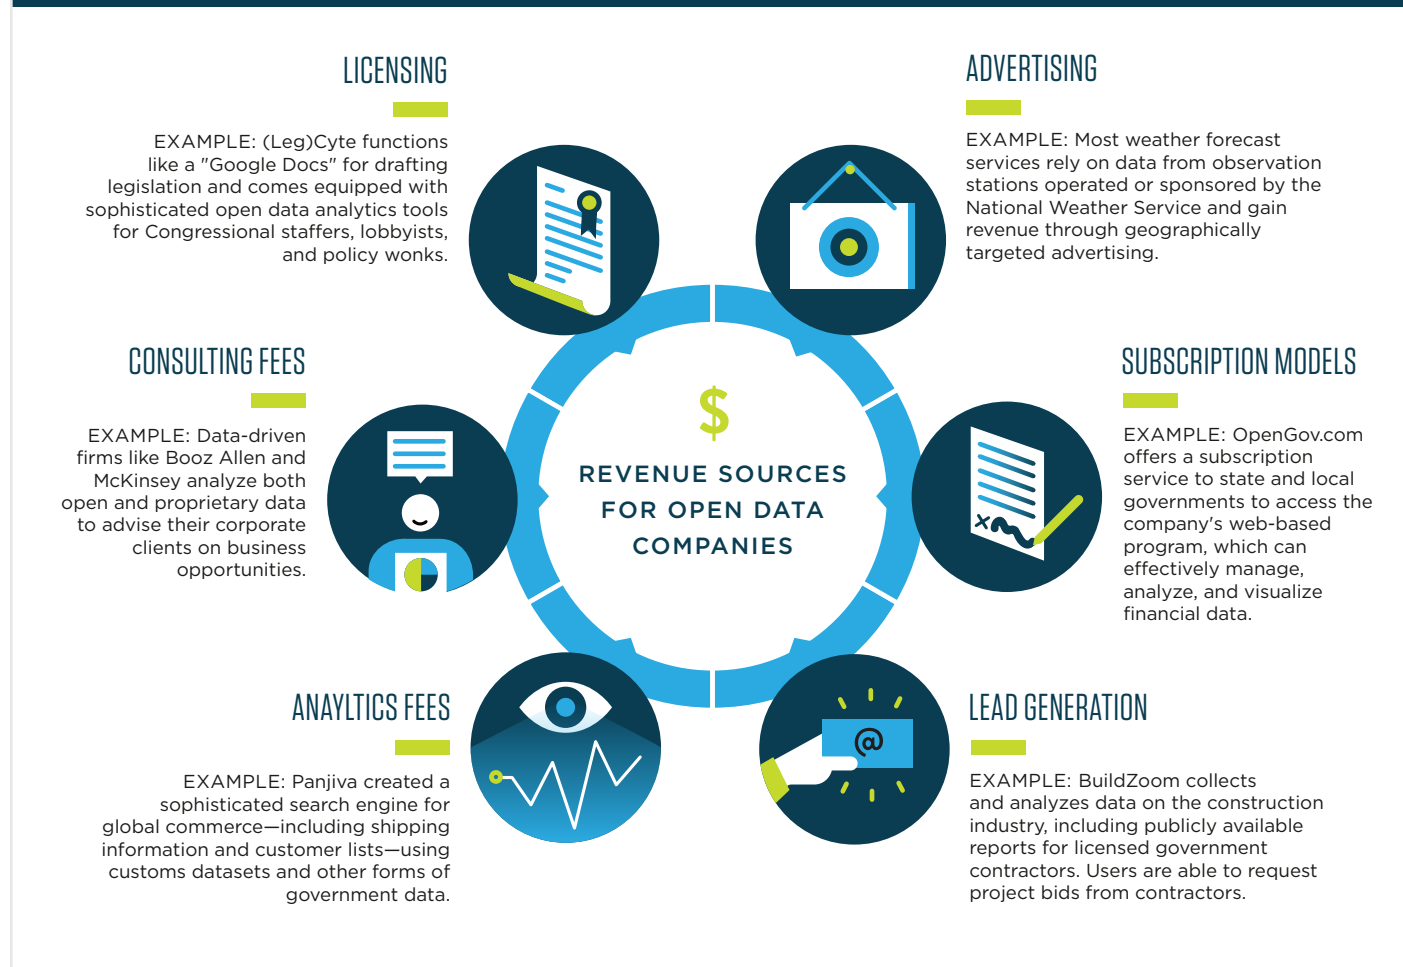 LICENSING
EXAMPLE: (Leg)Cyte functions
like a "Google Docs" for drafting
legislation and comes equipped with
sophisticated open data analytics tools
for Congressional staffers, lobbyists,
and policy wonks.
ADVERTISING
EXAMPLE: Most weather forecast
services rely on data from observation
stations operated or sponsored by the
National Weather Service and gain
revenue through geographically
targeted advertising.
CONSULTING FEES
EXAMPLE: Data-driven
firms like Booz Allen and
McKinsey analyze both
open and proprietary data
to advise their corporate
clients on business
opportunities.
$
REVENUE SOURCES
FOR OPEN DATA
COMPANIES
SUBSCRIPTION MODELS
EXAMPLE: OpenGov.com
offers a subscription
service to state and local
governments to access the
company's web-based
program, which can
effectively manage,
analyze, and visualize
financial data.
x
ANAYLTICS FEES
EXAMPLE: Panjiva created a
sophisticated search engine for
global commerce—including shipping
information and customer lists—using
customs datasets and other forms of
government data.
@
LEAD GENERATION
EXAMPLE: BuildZoom collects
and analyzes data on the construction
industry, including publicly available
reports for licensed government
contractors. Users are able to request
project bids from contractors.